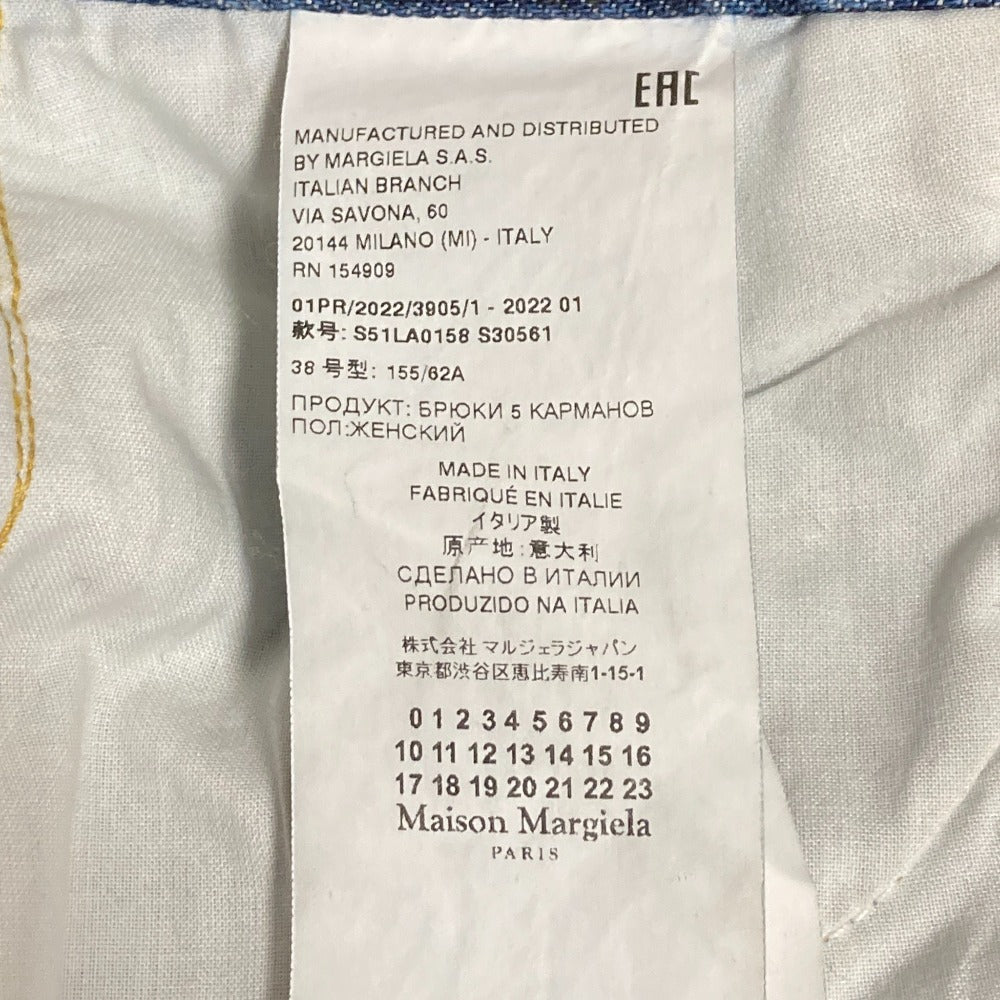 EAC
MANUFACTURED AND DISTRIBUTED
BY MARGIELA S.A.S.
ITALIAN BRANCH
VIA SAVONA, 60
20144 MILANO (MI) - ITALY
RN 154909
01PR/2022/3905/1 - 2022 01
款号: S51LA0158 S30561
38 号型: 155/62A
ПРОДУКТ: БРЮКИ 5 КАРМАНОВ
ПОЛ:ЖЕНСКИЙ
MADE IN ITALY
FABRIQUÉ EN ITALIE
イタリア製
原产地:意大利
СДЕЛАНО В ИТАЛИИ
PRODUZIDO NA ITALIA
株式会社 マルジェラジャパン
東京都渋谷区恵比寿南1-15-1
0 1 2 3 4 5 6 7 8 9
10 11 12 13 14 15 16
17 18 19 20 21 22 23
Maison Margiela
PARIS